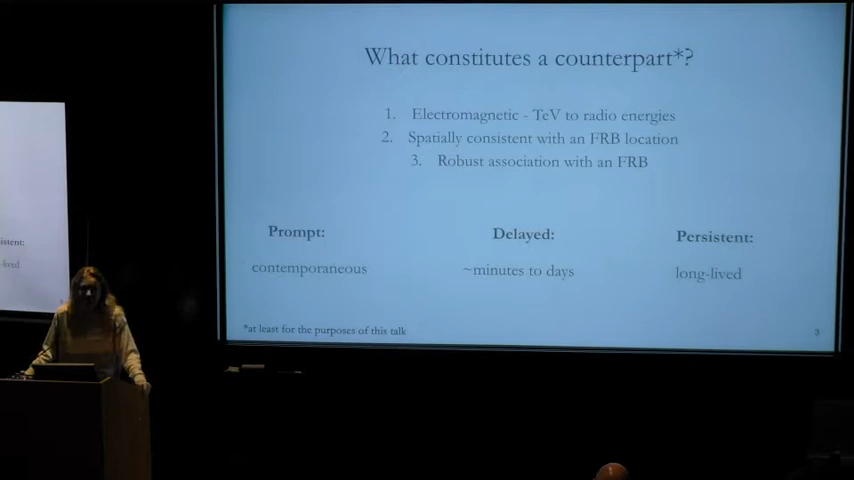 What constitutes a counterpart*?
1. Electromagnetic - TeV to radio energies
2. Spatially consistent with an FRB location
3. Robust association with an FRB
Prompt: Delayed: Persistent:
contemporaneous ~minutes to days long-lived
*at least for the purposes of this talk
3
istent:
-lived